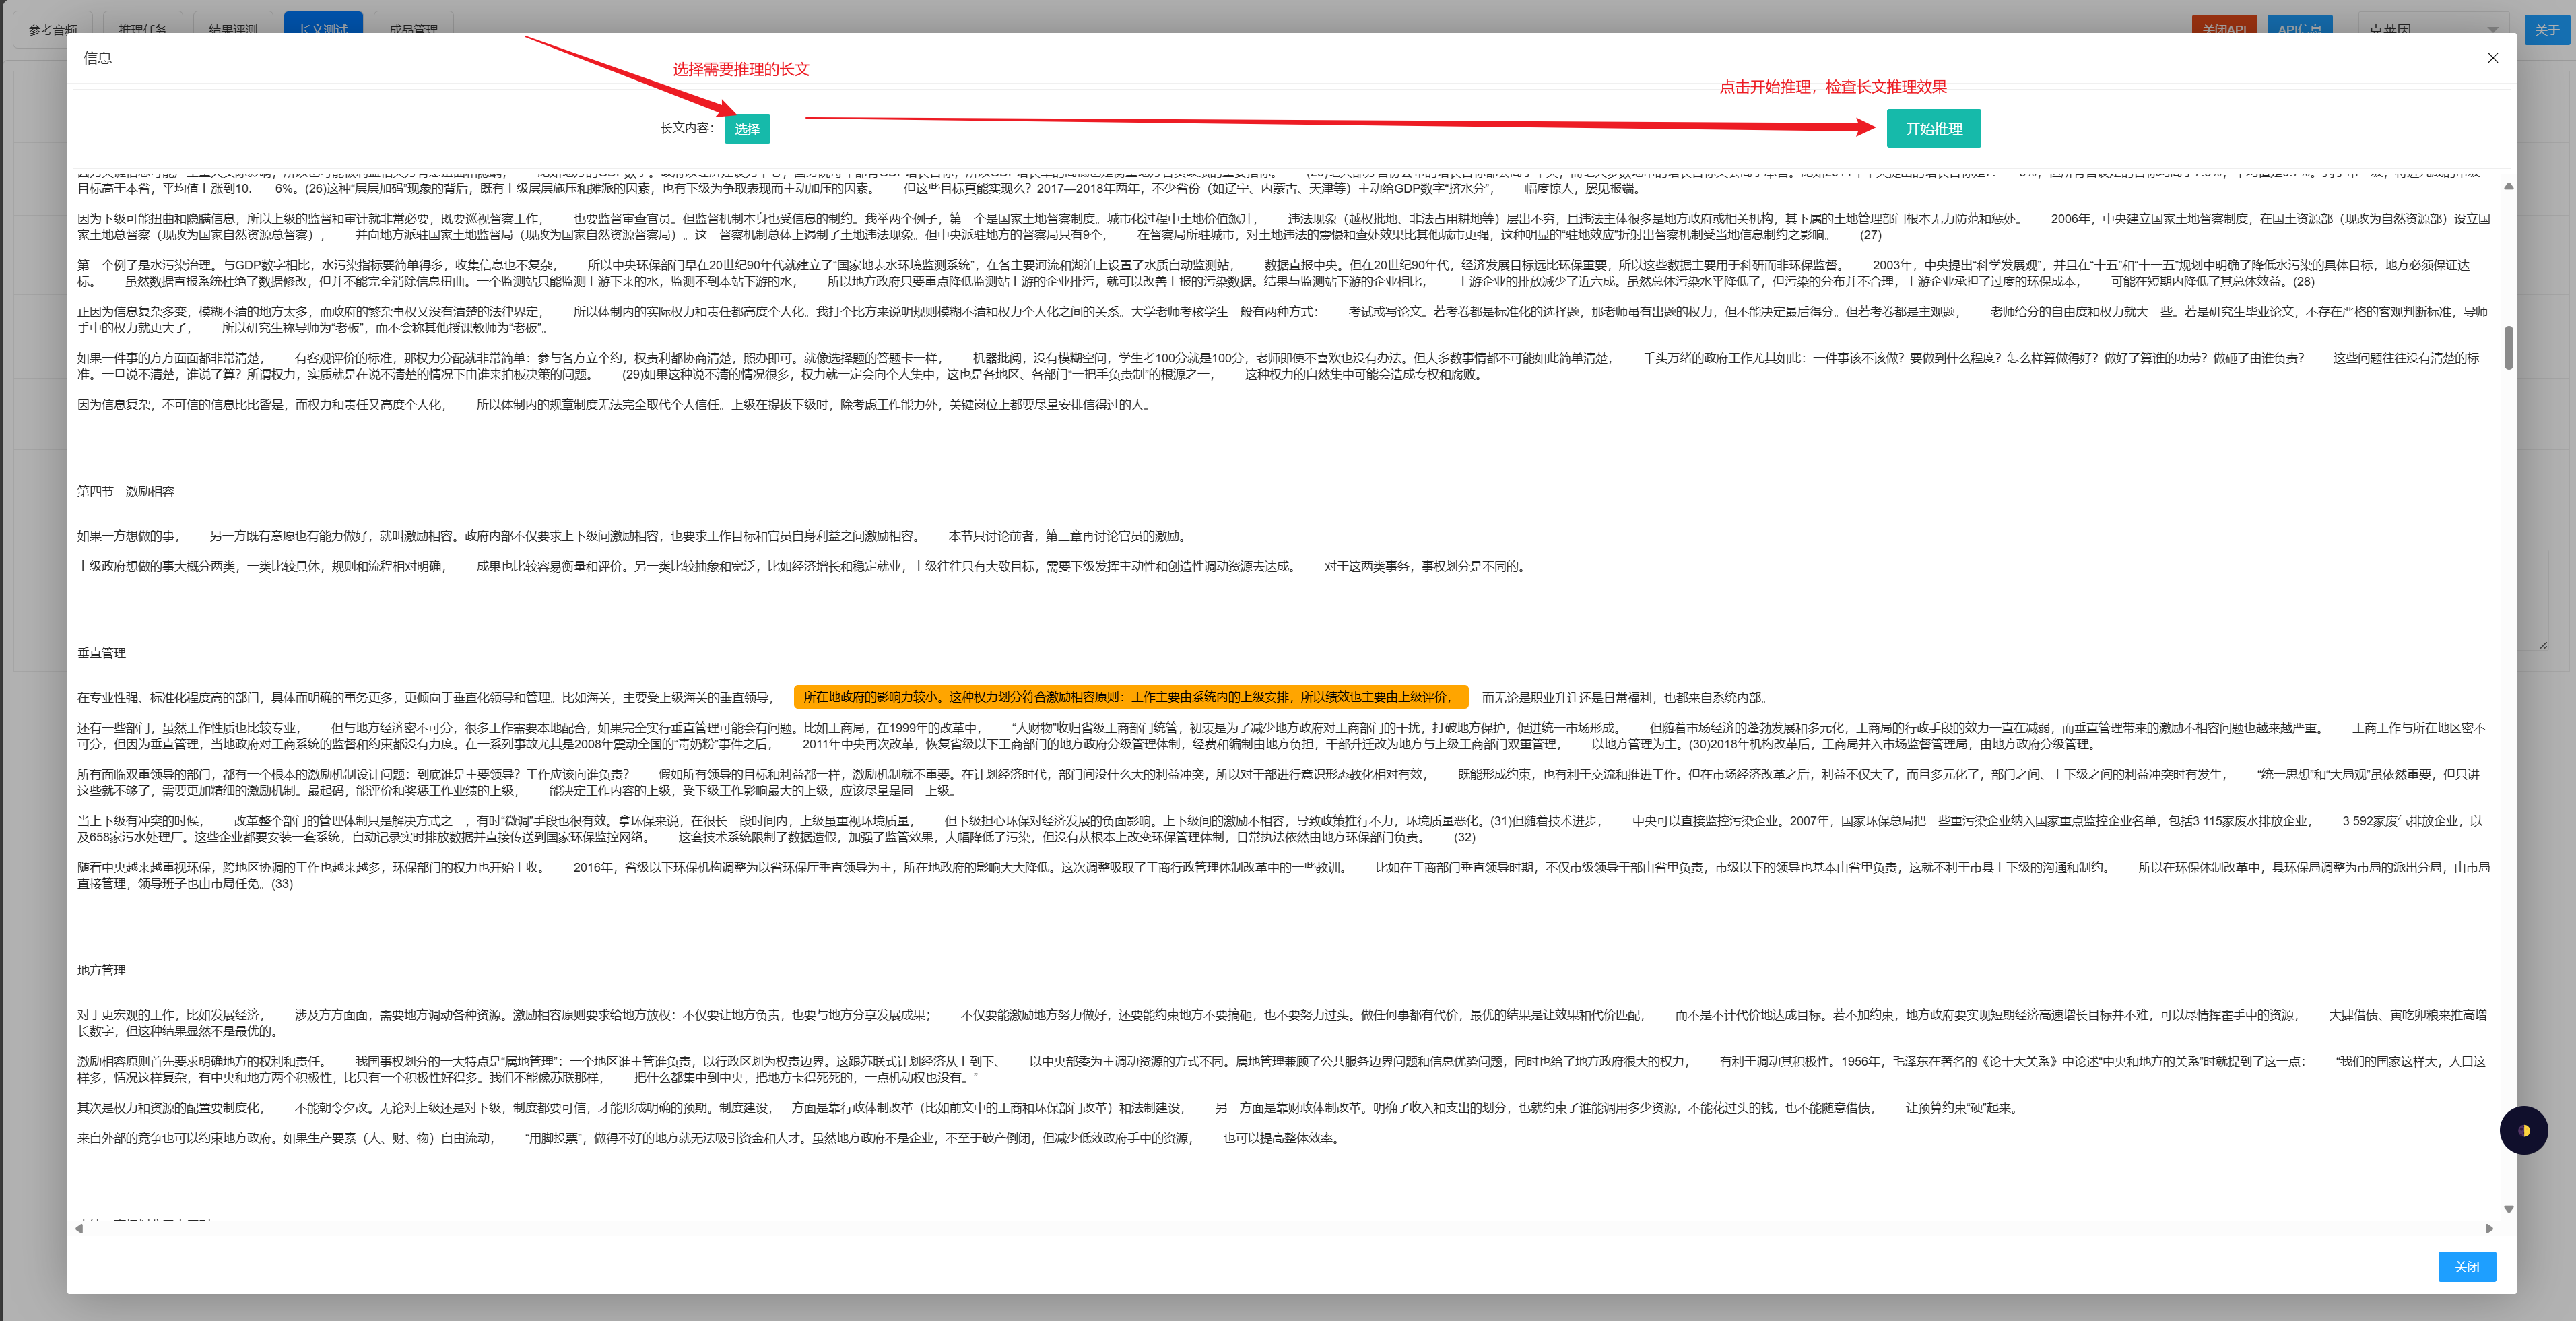 参考音频 推理任务 结果评测 长文测试 成品管理 关闭API API信息 克莱因 关于
信息
选择需要推理的长文
点击开始推理，检查长文推理效果
长文内容： 选择 开始推理
目标高于本省，平均值上涨到10. 6%。(26)这种“层层加码”现象的背后，既有上级层层施压和摊派的因素，也有下级为争取表现而主动加压的因素。 但这些目标真能实现么？2017—2018年两年，不少省份（如辽宁、内蒙古、天津等）主动给GDP数字“挤水分”， 幅度惊人，屡见报端。
因为下级可能扭曲和隐瞒信息，所以上级的监督和审计就非常必要，既要巡视督察工作， 也要监督审查官员。但监督机制本身也受信息的制约。我举两个例子，第一个是国家土地督察制度。城市化过程中土地价值飙升， 违法现象（越权批地、非法占用耕地等）层出不穷，且违法主体很多是地方政府或相关机构，其下属的土地管理部门根本无力防范和惩处。 2006年，中央建立国家土地督察制度，在国土资源部（现改为自然资源部）设立国
家土地总督察（现改为国家自然资源总督察）， 并向地方派驻国家土地监督局（现改为国家自然资源督察局）。这一督察机制总体上遏制了土地违法现象。但中央派驻地方的督察局只有9个， 在督察局所驻城市，对土地违法的震慑和查处效果比其他城市更强，这种明显的“驻地效应”折射出督察机制受当地信息制约之影响。 (27)
第二个例子是水污染治理。与GDP数字相比，水污染指标要简单得多，收集信息也不复杂， 所以中央环保部门早在20世纪90年代就建立了“国家地表水环境监测系统”，在各主要河流和湖泊上设置了水质自动监测站， 数据直报中央。但在20世纪90年代，经济发展目标远比环保重要，所以这些数据主要用于科研而非环保监督。 2003年，中央提出“科学发展观”，并且在“十五”和“十一五”规划中明确了降低水污染的具体目标，地方必须保证达
标。 虽然数据直报系统杜绝了数据修改，但并不能完全消除信息扭曲。一个监测站只能监测上游下来的水，监测不到本站下游的水， 所以地方政府只要重点降低监测站上游的企业排污，就可以改善上报的污染数据。结果与监测站下游的企业相比， 上游企业的排放减少了近六成。虽然总体污染水平降低了，但污染的分布并不合理，上游企业承担了过度的环保成本， 可能在短期内降低了其总体效益。(28)
正因为信息复杂多变，模糊不清的地方太多，而政府的繁杂事权又没有清楚的法律界定， 所以体制内的实际权力和责任都高度个人化。我打个比方来说明规则模糊不清和权力个人化之间的关系。大学老师考核学生一般有两种方式： 考试或写论文。若考卷都是标准化的选择题，那老师虽有出题的权力，但不能决定最后得分。但若考卷都是主观题， 老师给分的自由度和权力就大一些。若是研究生毕业论文，不存在严格的客观判断标准，导师
手中的权力就更大了， 所以研究生称导师为“老板”，而不会称其他授课教师为“老板”。
如果一件事的方方面面都非常清楚， 有客观评价的标准，那权力分配就非常简单：参与各方立个约，权责利都协商清楚，照办即可。就像选择题的答题卡一样， 机器批阅，没有模糊空间，学生考100分就是100分，老师即使不喜欢也没有办法。但大多数事情都不可能如此简单清楚， 千头万绪的政府工作尤其如此：一件事该不该做？要做到什么程度？怎么样算做得好？做好了算谁的功劳？做砸了由谁负责？ 这些问题往往没有清楚的标
准。一旦说不清楚，谁说了算？所谓权力，实质就是在说不清楚的情况下由谁来拍板决策的问题。 (29)如果这种说不清的情况很多，权力就一定会向个人集中，这也是各地区、各部门“一把手负责制”的根源之一， 这种权力的自然集中可能会造成专权和腐败。
因为信息复杂，不可信的信息比比皆是，而权力和责任又高度个人化， 所以体制内的规章制度无法完全取代个人信任。上级在提拔下级时，除考虑工作能力外，关键岗位上都要尽量安排信得过的人。
第四节 激励相容
如果一方想做的事， 另一方既有意愿也有能力做好，就叫激励相容。政府内部不仅要求上下级间激励相容，也要求工作目标和官员自身利益之间激励相容。 本节只讨论前者，第三章再讨论官员的激励。
上级政府想做的事大概分两类，一类比较具体，规则和流程相对明确， 成果也比较容易衡量和评价。另一类比较抽象和宽泛，比如经济增长和稳定就业，上级往往只有大致目标，需要下级发挥主动性和创造性调动资源去达成。 对于这两类事务，事权划分是不同的。
垂直管理
在专业性强、标准化程度高的部门，具体而明确的事务更多，更倾向于垂直化领导和管理。比如海关，主要受上级海关的垂直领导， 所在地政府的影响力较小。这种权力划分符合激励相容原则：工作主要由系统内的上级安排，所以绩效也主要由上级评价， 而无论是职业升迁还是日常福利，也都来自系统内部。
还有一些部门，虽然工作性质也比较专业， 但与地方经济密不可分，很多工作需要本地配合，如果完全实行垂直管理可能会有问题。比如工商局，在1999年的改革中， “人财物”收归省级工商部门统管，初衷是为了减少地方政府对工商部门的干扰，打破地方保护，促进统一市场形成。 但随着市场经济的蓬勃发展和多元化，工商局的行政手段的效力一直在减弱，而垂直管理带来的激励不相容问题也越来越严重。 工商工作与所在地区密不
可分，但因为垂直管理，当地政府对工商系统的监督和约束都没有力度。在一系列事故尤其是2008年震动全国的“毒奶粉”事件之后， 2011年中央再次改革，恢复省级以下工商部门的地方政府分级管理体制，经费和编制由地方负担，干部升迁改为地方与上级工商部门双重管理， 以地方管理为主。(30)2018年机构改革后，工商局并入市场监督管理局，由地方政府分级管理。
所有面临双重领导的部门，都有一个根本的激励机制设计问题：到底谁是主要领导？工作应该向谁负责？ 假如所有领导的目标和利益都一样，激励机制就不重要。在计划经济时代，部门间没什么大的利益冲突，所以对干部进行意识形态教化相对有效， 既能形成约束，也有利于交流和推进工作。但在市场经济改革之后，利益不仅大了，而且多元化了，部门之间、上下级之间的利益冲突时有发生， “统一思想”和“大局观”虽依然重要，但只讲
这些就不够了，需要更加精细的激励机制。最起码，能评价和奖惩工作业绩的上级， 能决定工作内容的上级，受下级工作影响最大的上级，应该尽量是同一上级。
当上下级有冲突的时候， 改革整个部门的管理体制只是解决方式之一，有时“微调”手段也很有效。拿环保来说，在很长一段时间内，上级虽重视环境质量， 但下级担心环保对经济发展的负面影响。上下级间的激励不相容，导致政策推行不力，环境质量恶化。(31)但随着技术进步， 中央可以直接监控污染企业。2007年，国家环保总局把一些重污染企业纳入国家重点监控企业名单，包括3 115家废水排放企业， 3 592家废气排放企业，以
及658家污水处理厂。这些企业都要安装一套系统，自动记录实时排放数据并直接传送到国家环保监控网络。 这套技术系统限制了数据造假，加强了监管效果，大幅降低了污染，但没有从根本上改变环保管理体制，日常执法依然由地方环保部门负责。 (32)
随着中央越来越重视环保，跨地区协调的工作也越来越多，环保部门的权力也开始上收。 2016年，省级以下环保机构调整为以省环保厅垂直领导为主，所在地政府的影响大大降低。这次调整吸取了工商行政管理体制改革中的一些教训。 比如在工商部门垂直领导时期，不仅市级领导干部由省里负责，市级以下的领导也基本由省里负责，这就不利于市县上下级的沟通和制约。 所以在环保体制改革中，县环保局调整为市局的派出分局，由市局
直接管理，领导班子也由市局任免。(33)
地方管理
对于更宏观的工作，比如发展经济， 涉及方方面面，需要地方调动各种资源。激励相容原则要求给地方放权：不仅要让地方负责，也要与地方分享发展成果； 不仅要能激励地方努力做好，还要能约束地方不要搞砸，也不要努力过头。做任何事都有代价，最优的结果是让效果和代价匹配， 而不是不计代价地达成目标。若不加约束，地方政府要实现短期经济高速增长目标并不难，可以尽情挥霍手中的资源， 大肆借债、寅吃卯粮来推高增
长数字，但这种结果显然不是最优的。
激励相容原则首先要求明确地方的权利和责任。 我国事权划分的一大特点是“属地管理”：一个地区谁主管谁负责，以行政区划为权责边界。这跟苏联式计划经济从上到下、 以中央部委为主调动资源的方式不同。属地管理兼顾了公共服务边界问题和信息优势问题，同时也给了地方政府很大的权力， 有利于调动其积极性。1956年，毛泽东在著名的《论十大关系》中论述“中央和地方的关系”时就提到了这一点： “我们的国家这样大，人口这
样多，情况这样复杂，有中央和地方两个积极性，比只有一个积极性好得多。我们不能像苏联那样， 把什么都集中到中央，把地方卡得死死的，一点机动权也没有。”
其次是权力和资源的配置要制度化， 不能朝令夕改。无论对上级还是对下级，制度都要可信，才能形成明确的预期。制度建设，一方面是靠行政体制改革（比如前文中的工商和环保部门改革）和法制建设， 另一方面是靠财政体制改革。明确了收入和支出的划分，也就约束了谁能调用多少资源，不能花过头的钱，也不能随意借债， 让预算约束“硬”起来。
来自外部的竞争也可以约束地方政府。如果生产要素（人、财、物）自由流动， “用脚投票”，做得不好的地方就无法吸引资金和人才。虽然地方政府不是企业，不至于破产倒闭，但减少低效政府手中的资源， 也可以提高整体效率。
关闭